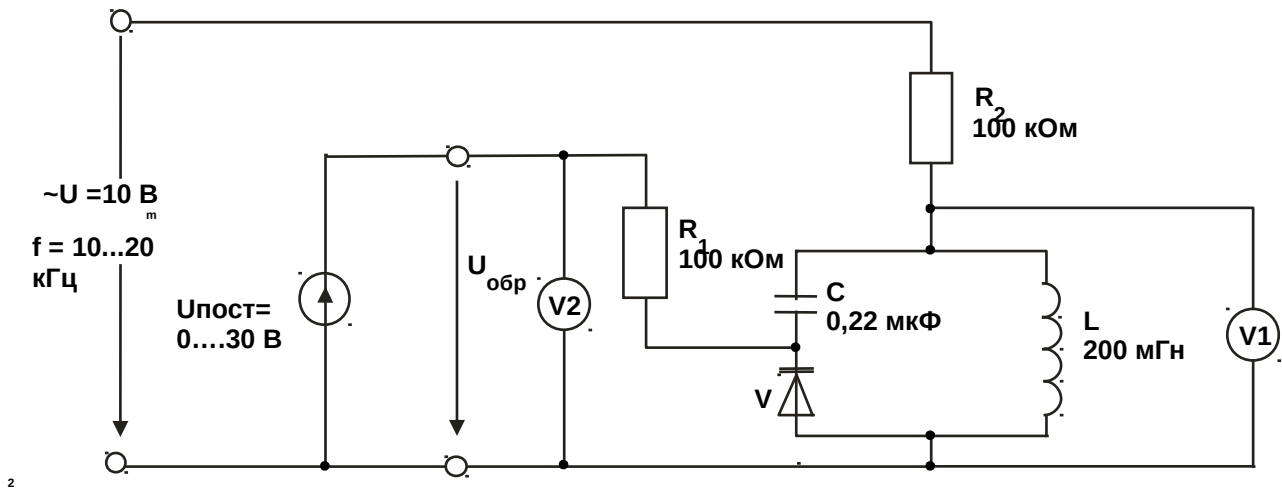 R2
100 кОм
~U =10 В
m
f = 10...20
кГц
R1
100 кОм
Uобр
V2
Uпост=
0....30 В
C
0,22 мкФ
L
200 мГн
V1
V
2